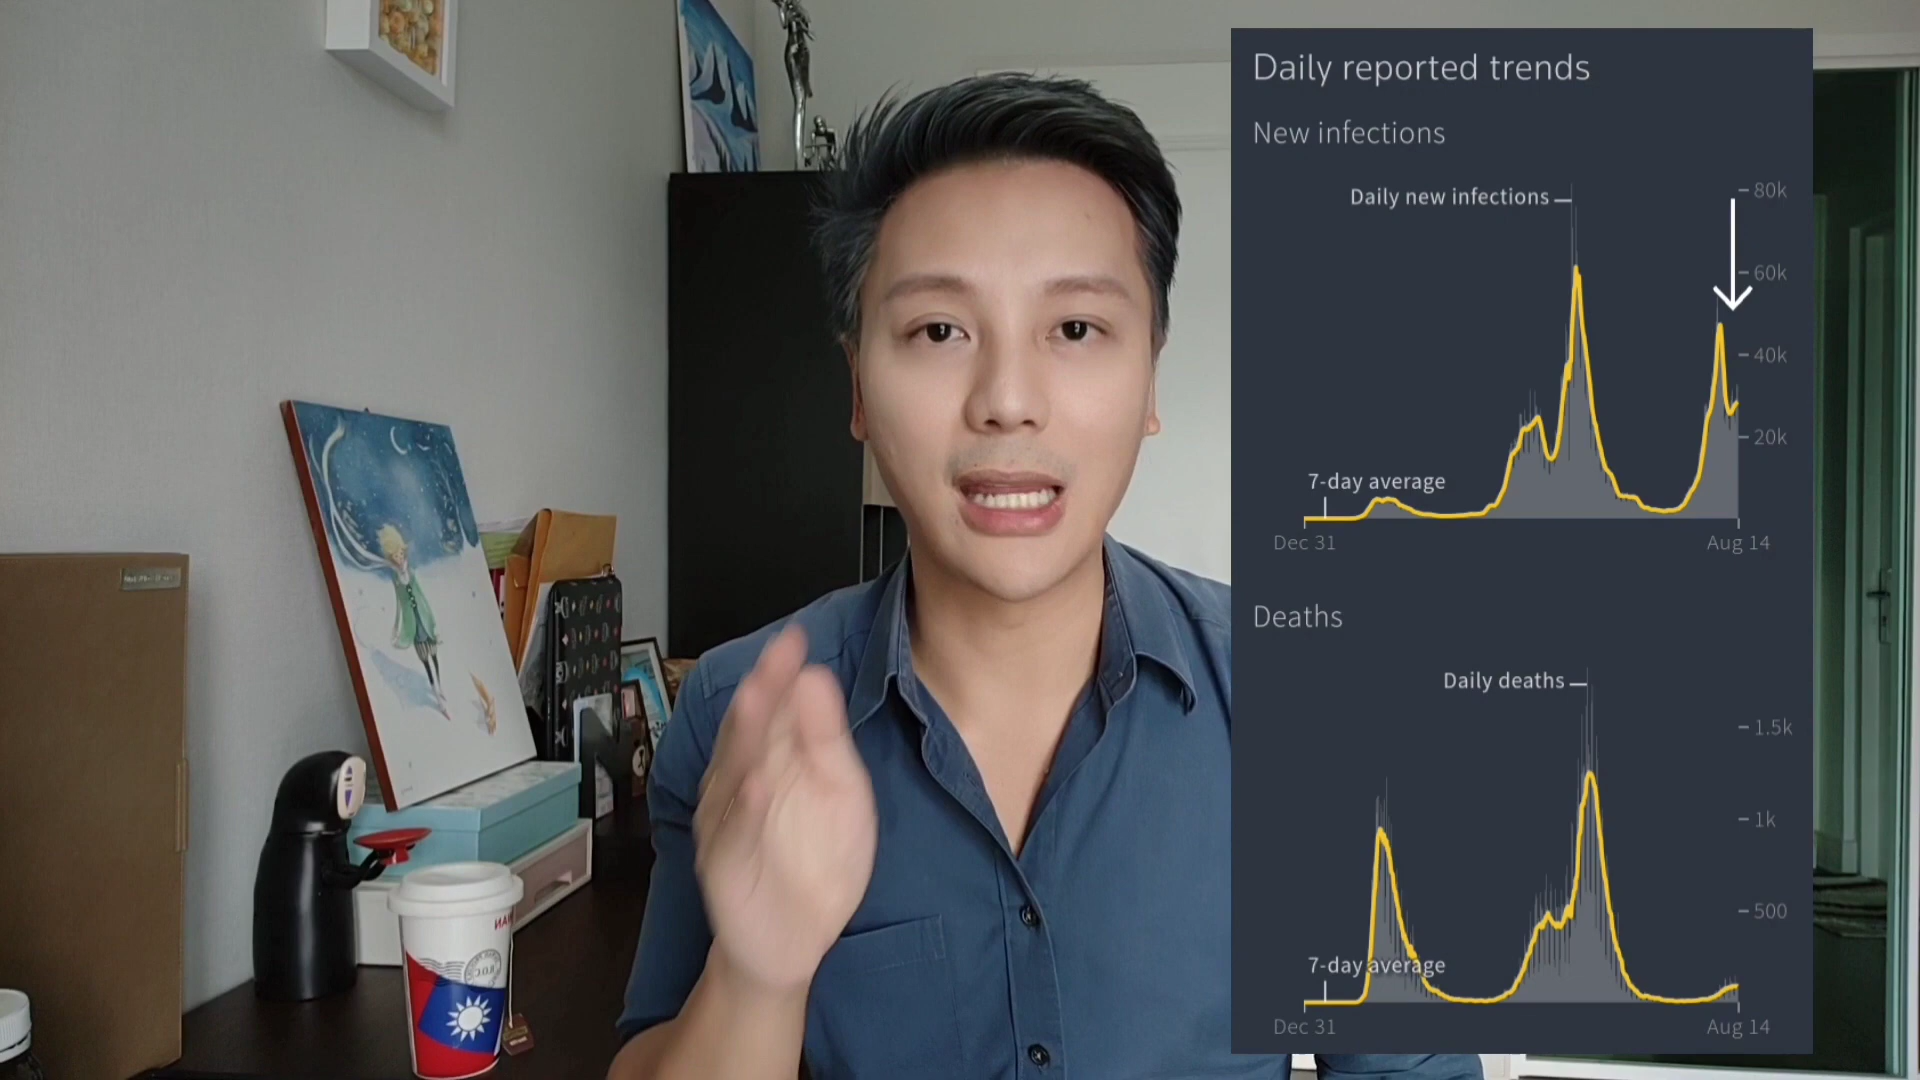 Daily reported trends
New infections
Daily new infections
80k
60k
40k
20k
7-day average
Dec 31
Aug 14
Deaths
Daily deaths
1.5k
1k
500
7-day average
Dec 31
Aug 14